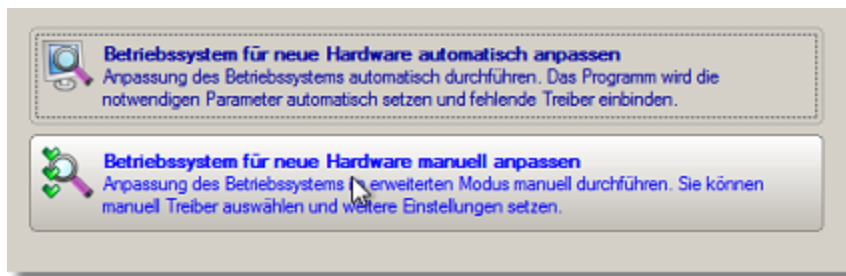 Betriebssystem für neue Hardware automatisch anpassen
Anpassung des Betriebssystems automatisch durchführen. Das Programm wird die
notwendigen Parameter automatisch setzen und fehlende Treiber einbinden.
Betriebssystem für neue Hardware manuell anpassen
Anpassung des Betriebssystems erweiterten Modus manuell durchführen. Sie können
manuell Treiber auswählen und weitere Einstellungen setzen.